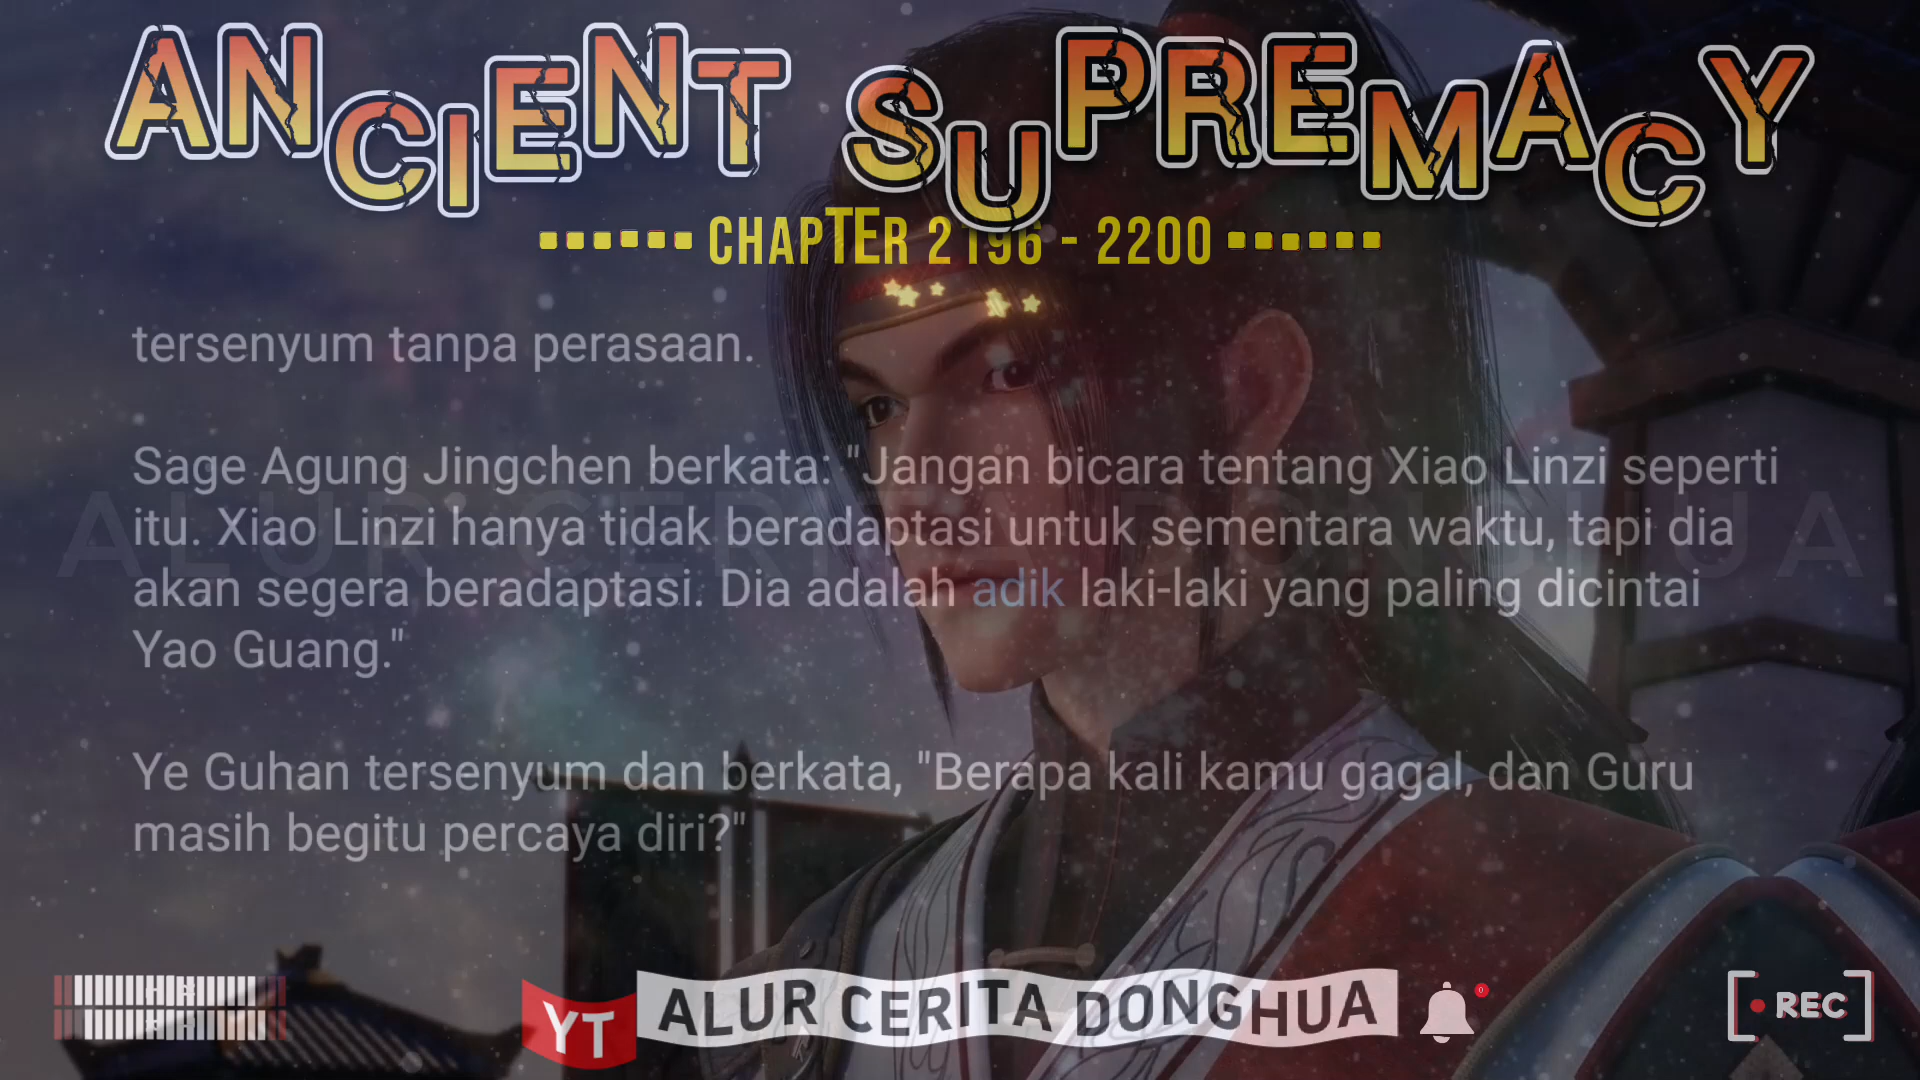 ANCIENT SUPREMACY
CHAPTER 2196 - 2200
tersenyum tanpa perasaan.
Sage Agung Jingchen berkata: "Jangan bicara tentang Xiao Linzi seperti
itu. Xiao Linzi hanya tidak beradaptasi untuk sementara waktu, tapi dia
akan segera beradaptasi. Dia adalah adik laki-laki yang paling dicintai
Yao Guang."
ALUR CERITA DONGHUA
Ye Guhan tersenyum dan berkata, "Berapa kali kamu gagal, dan Guru
masih begitu percaya diri?"
YT ALUR CERITA DONGHUA
REC